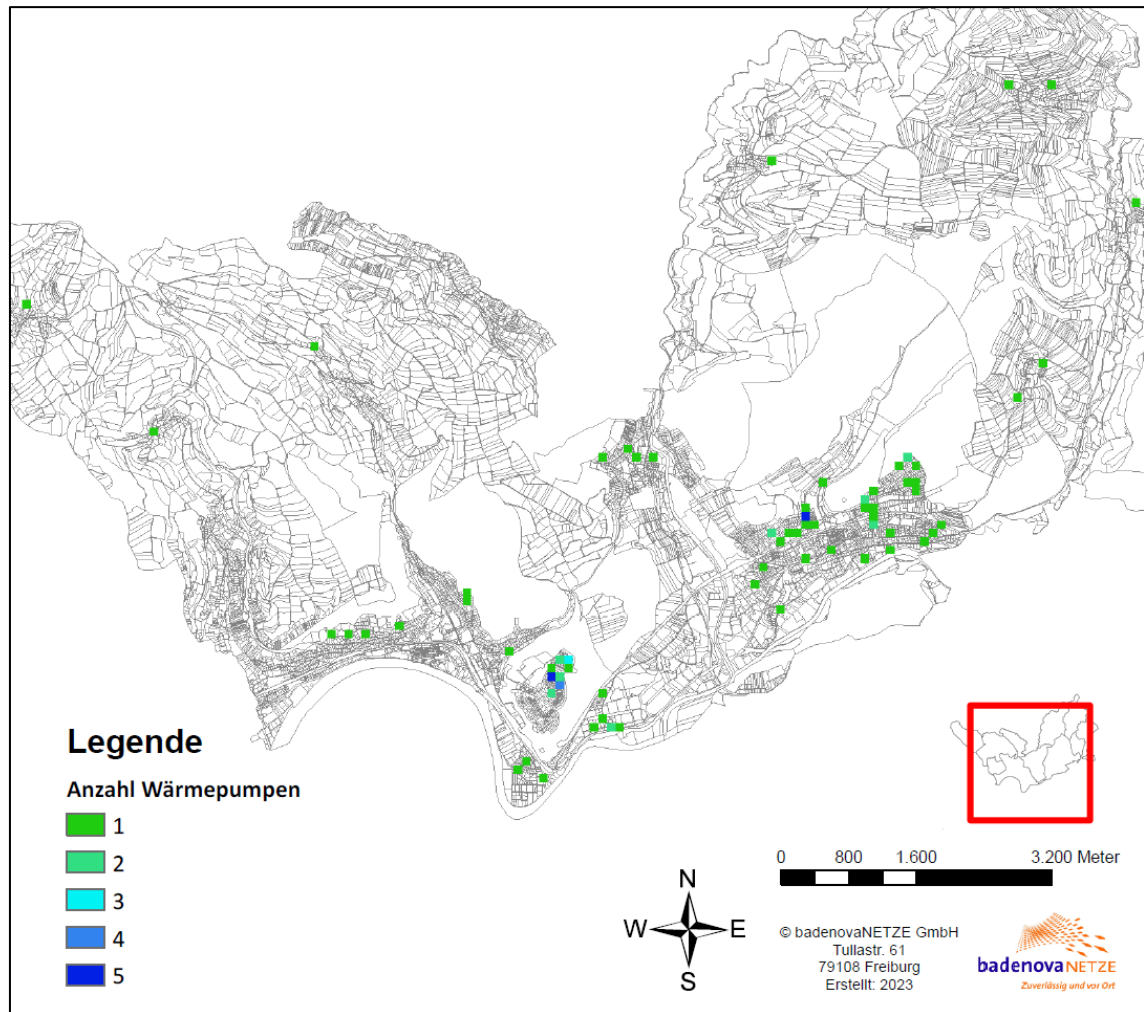 Legende
Anzahl Wärmepumpen
1
2
3
4
5
0 800 1.600 3.200 Meter
N
W E
S
© badenovaNETZE GmbH
Tullastr. 61
79108 Freiburg
Erstellt: 2023
badenovaNETZE
Zuverlässig und vor Ort